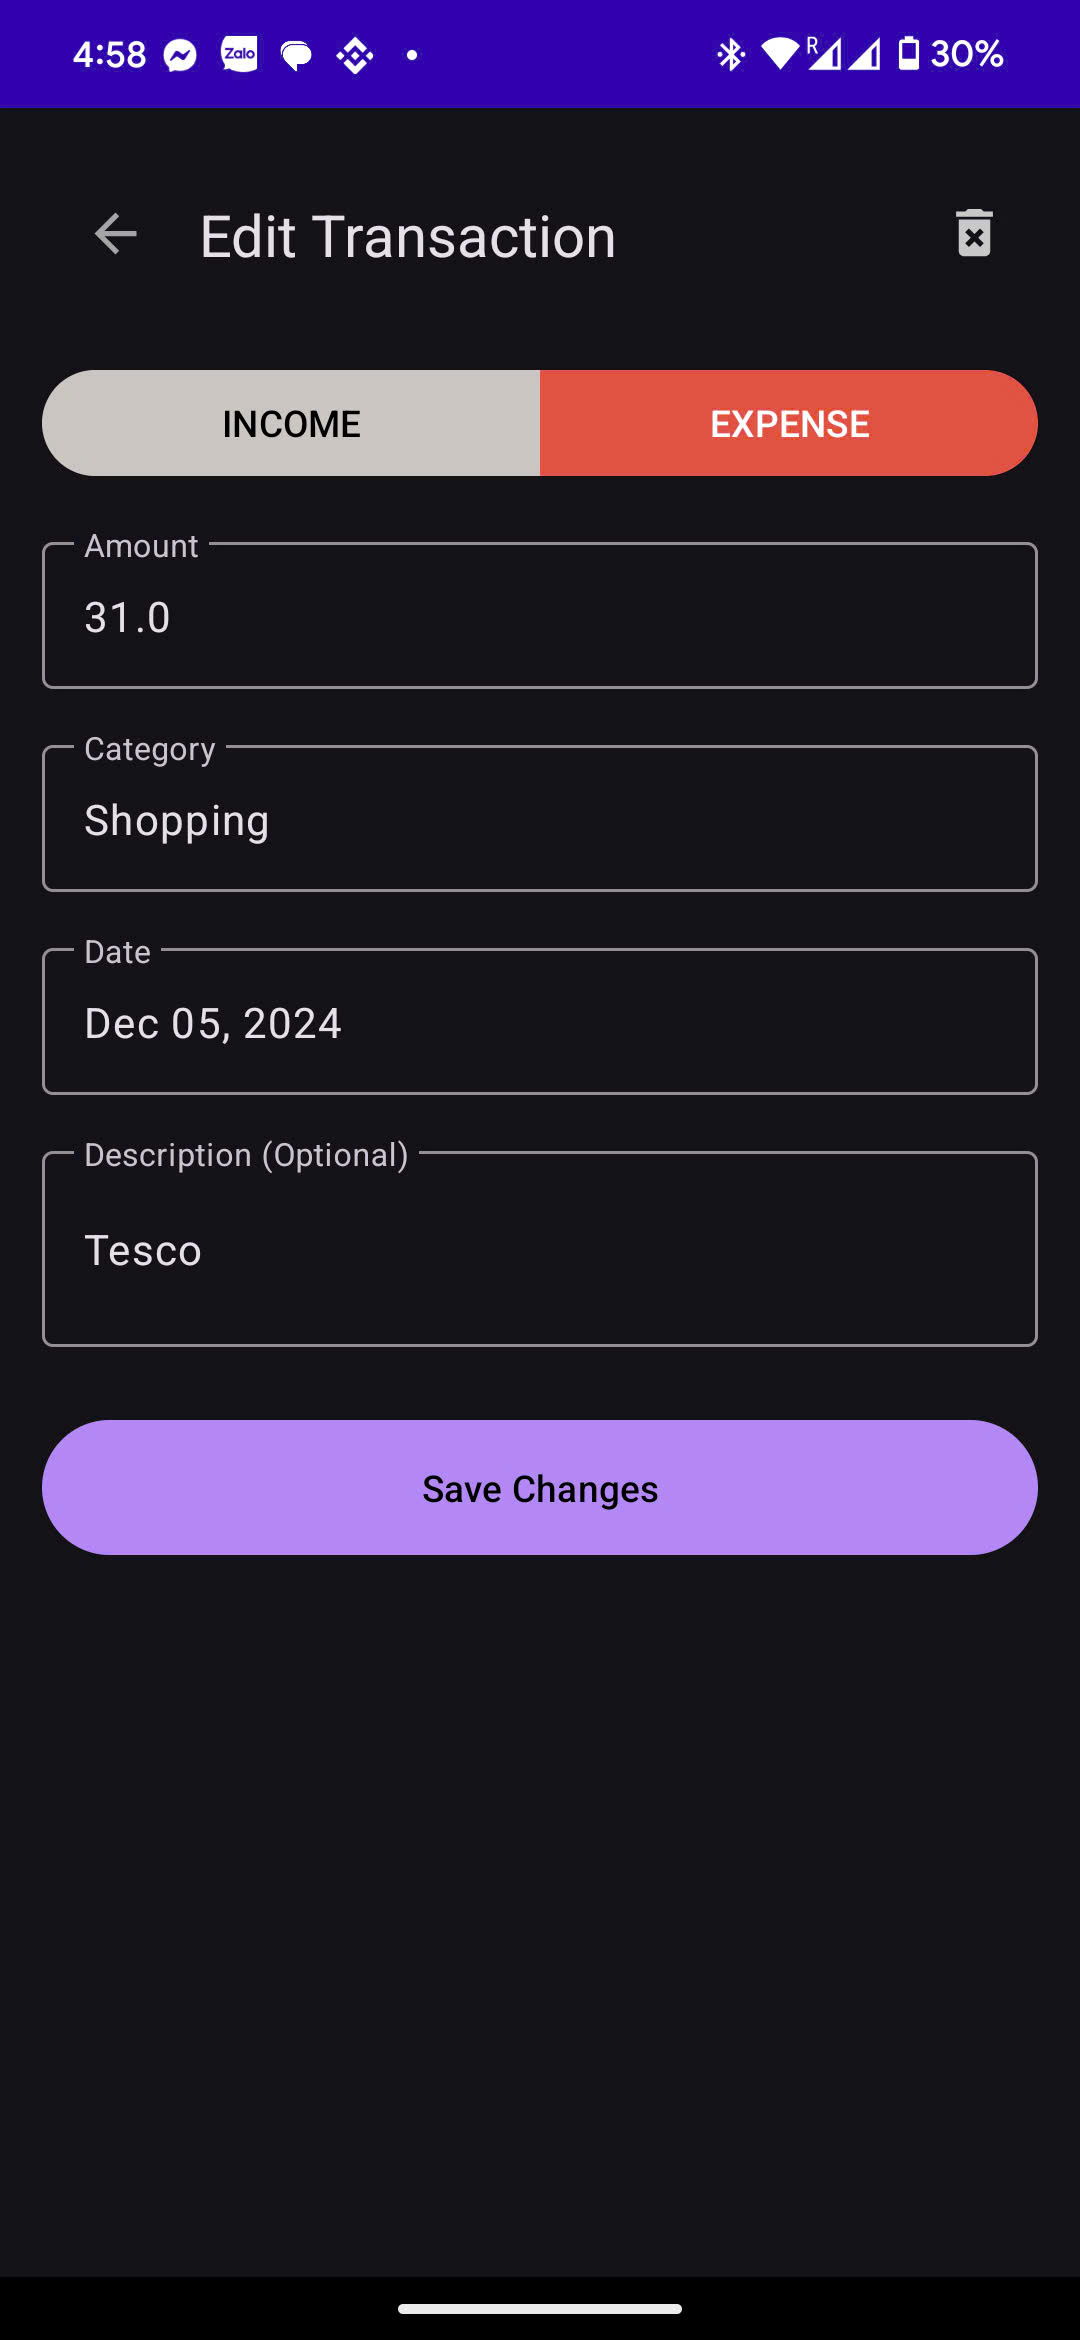 4:58 Zalo R 30%
Edit Transaction
INCOME EXPENSE
Amount
31.0
Category
Shopping
Date
Dec 05, 2024
Description (Optional)
Tesco
Save Changes